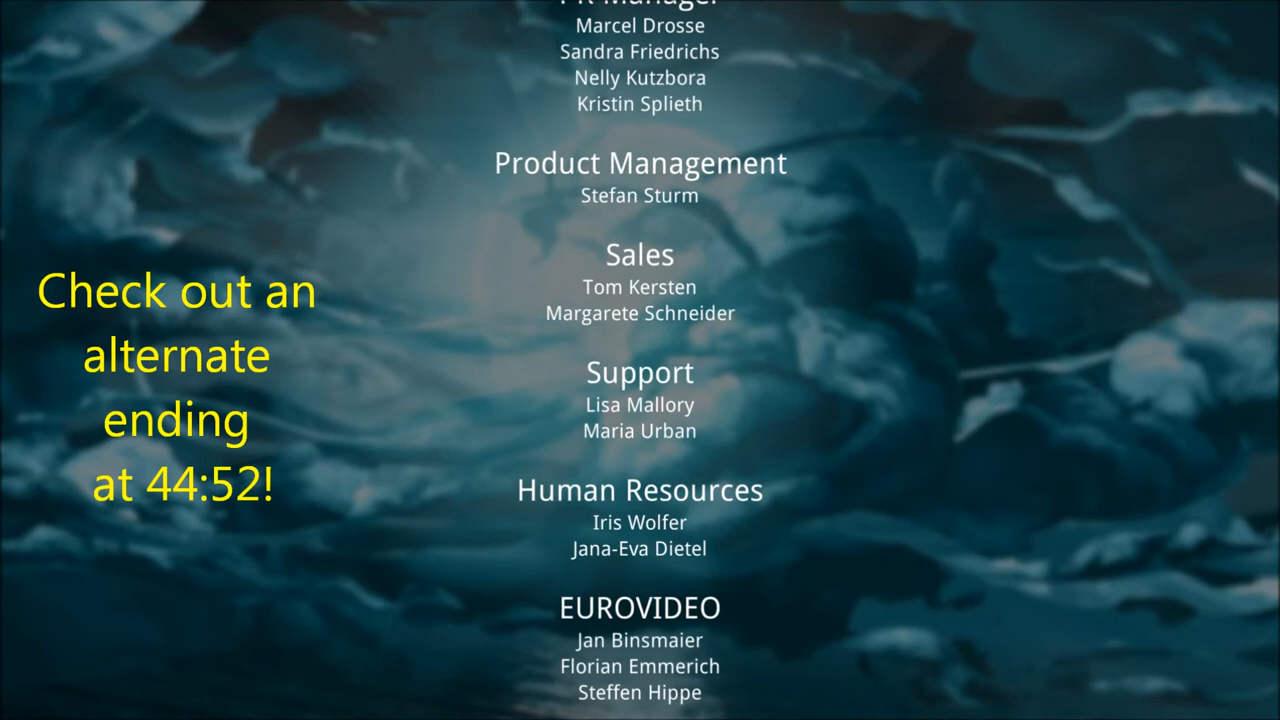 PR Manager
Marcel Drosse
Sandra Friedrichs
Nelly Kutzbora
Kristin Splieth
Product Management
Stefan Sturm
Sales
Tom Kersten
Margarete Schneider
Support
Lisa Mallory
Maria Urban
Human Resources
Iris Wolfer
Jana-Eva Dietel
EUROVIDEO
Jan Binsmaier
Florian Emmerich
Steffen Hippe
Check out an
alternate
ending
at 44:52!